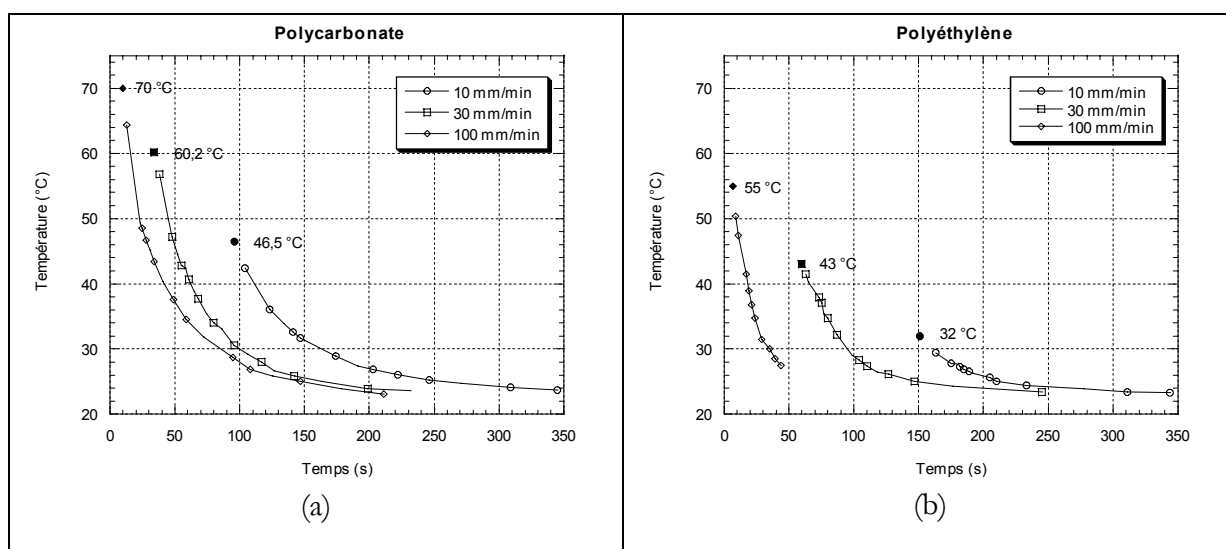 Polycarbonate
70
60
50
40
30
20
0
50
100
150
200
250
300
350
Température (°C)
Temps (s)
10 mm/min
30 mm/min
100 mm/min
70 °C
60,2 °C
46,5 °C
(a)
Polyéthylène
70
60
50
40
30
20
0
50
100
150
200
250
300
350
Température (°C)
Temps (s)
10 mm/min
30 mm/min
100 mm/min
55 °C
43 °C
32 °C
(b)